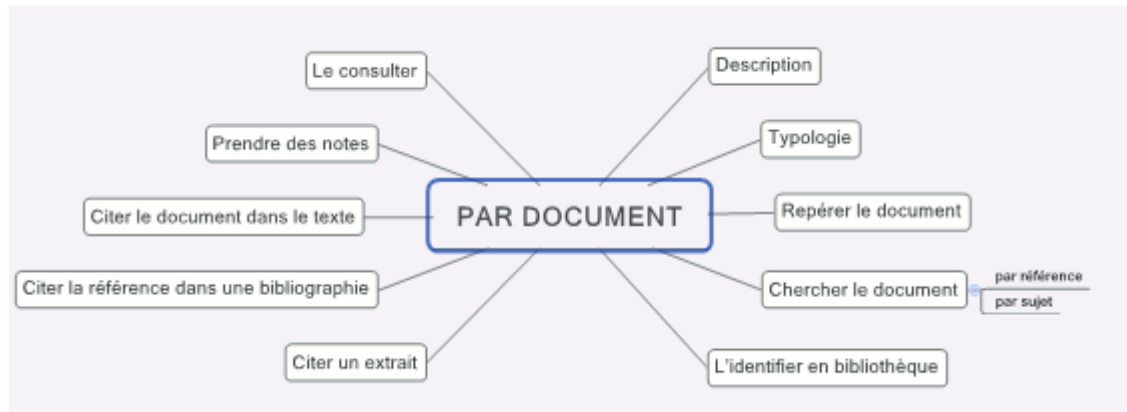 Le consulter
Description
Prendre des notes
Typologie
Citer le document dans le texte
PAR DOCUMENT
Repérer le document
Citer la référence dans une bibliographie
Chercher le document
par référence
par sujet
Citer un extrait
L'identifier en bibliothèque